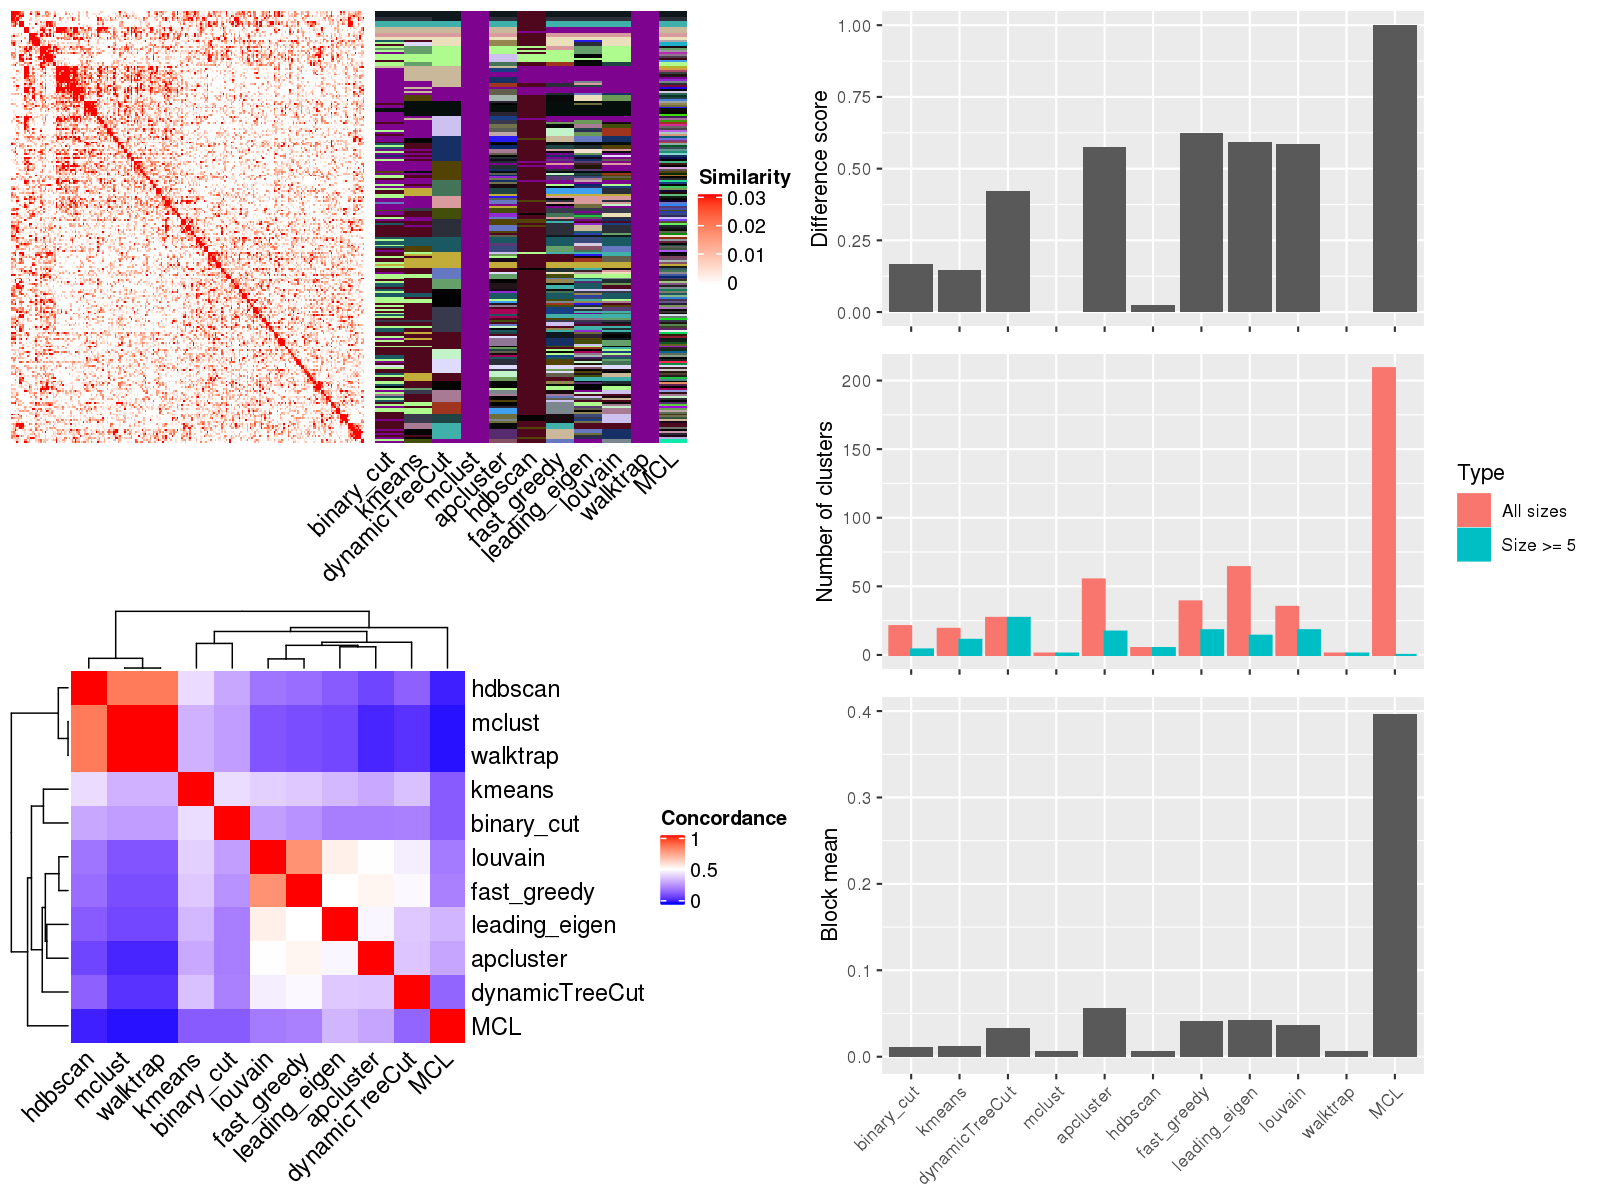 Similarity
0.03
0.02
0.01
0
binary_cut
kmeans
dynamicTreeCut
mclust
apcluster
hdbscan
fast_greedy
leading_eigen
louvain
walktrap
MCL
hdbscan
mclust
walktrap
kmeans
binary_cut
louvain
fast_greedy
leading_eigen
apcluster
dynamicTreeCut
MCL
hdbscan
mclust
walktrap
kmeans
binary_cut
louvain
fast_greedy
leading_eigen
apcluster
dynamicTreeCut
MCL
Concordance
1
0.5
0
Difference score
1.00
0.75
0.50
0.25
0.00
Number of clusters
200
150
100
50
0
Type
All sizes
Size >= 5
Block mean
0.4
0.3
0.2
0.1
0.0
binary_cut
kmeans
dynamicTreeCut
mclust
apcluster
hdbscan
fast_greedy
leading_eigen
louvain
walktrap
MCL